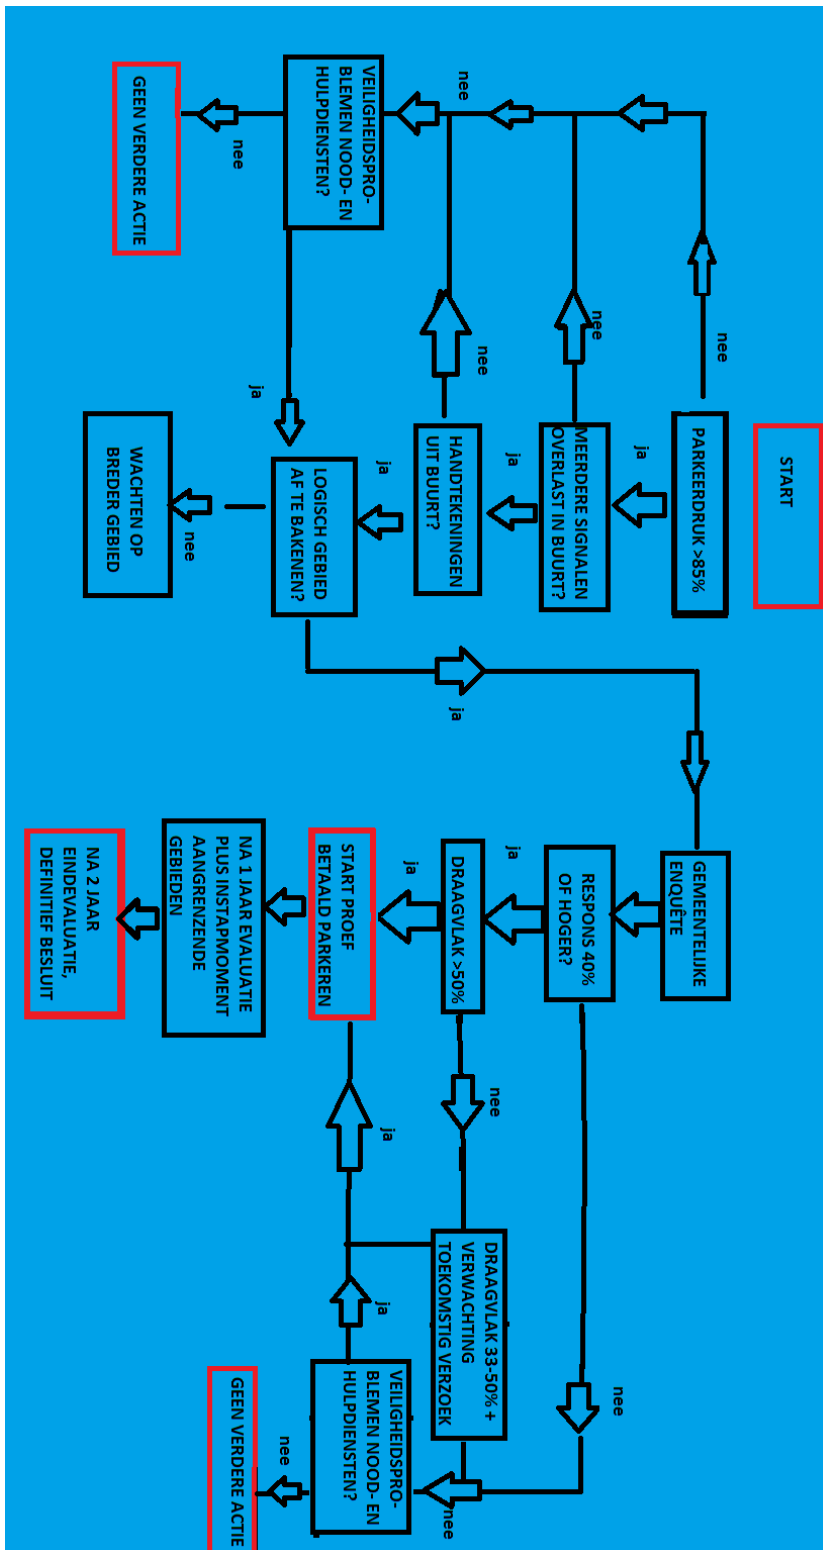 START
PARKEERDRUK >85%
nee
ja
MEERDERE SIGNALEN
OVERLAST IN BUURT?
nee
ja
HANDTEKENINGEN
UIT BUURT?
nee
ja
nee
VEILIGHEIDSPRO-
BLEMEN NOOD- EN
HULPDIENSTEN?
nee
ja
GEEN VERDERE ACTIE
LOGISCH GEBIED
AF TE BAKENEN?
nee
ja
WACHTEN OP
BREDER GEBIED
GEMEENTELIJKE
ENQUÊTE
RESPONS 40%
OF HOGER?
ja
nee
DRAAGVLAK >50%
ja
nee
DRAAGVLAK 33-50% +
VERWACHTING
TOEKOMSTIG VERZOEK
ja
nee
START PROEF
BETAALD PARKEREN
VEILIGHEIDSPRO-
BLEMEN NOOD- EN
HULPDIENSTEN?
ja
nee
NA 1 JAAR EVALUATIE
PLUS INSTAPMOMENT
AANGRENZENDE
GEBIEDEN
GEEN VERDERE ACTIE
NA 2 JAAR
EINDEVALUATIE,
DEFINITIEF BESLUIT